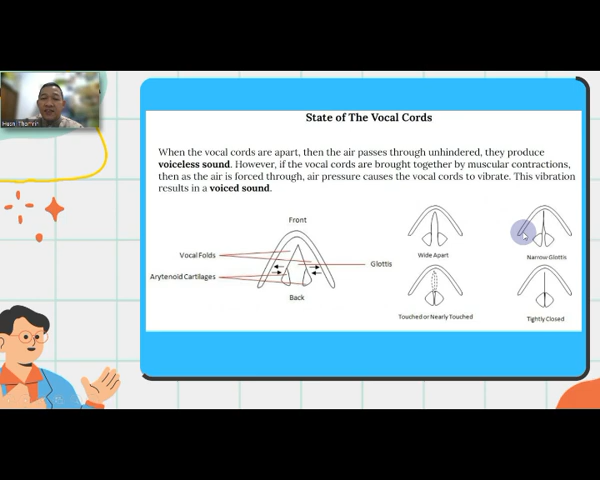 State of The Vocal Cords
When the vocal cords are apart, then the air passes through unhindered, they produce
voiceless sound. However, if the vocal cords are brought together by muscular contractions,
then as the air is forced through, air pressure causes the vocal cords to vibrate. This vibration
results in a voiced sound.
Front
Vocal Folds
Glottis
Arytenoid Cartilages
Back
Wide Apart
Narrow Glottis
Touched or Nearly Touched
Tightly Closed